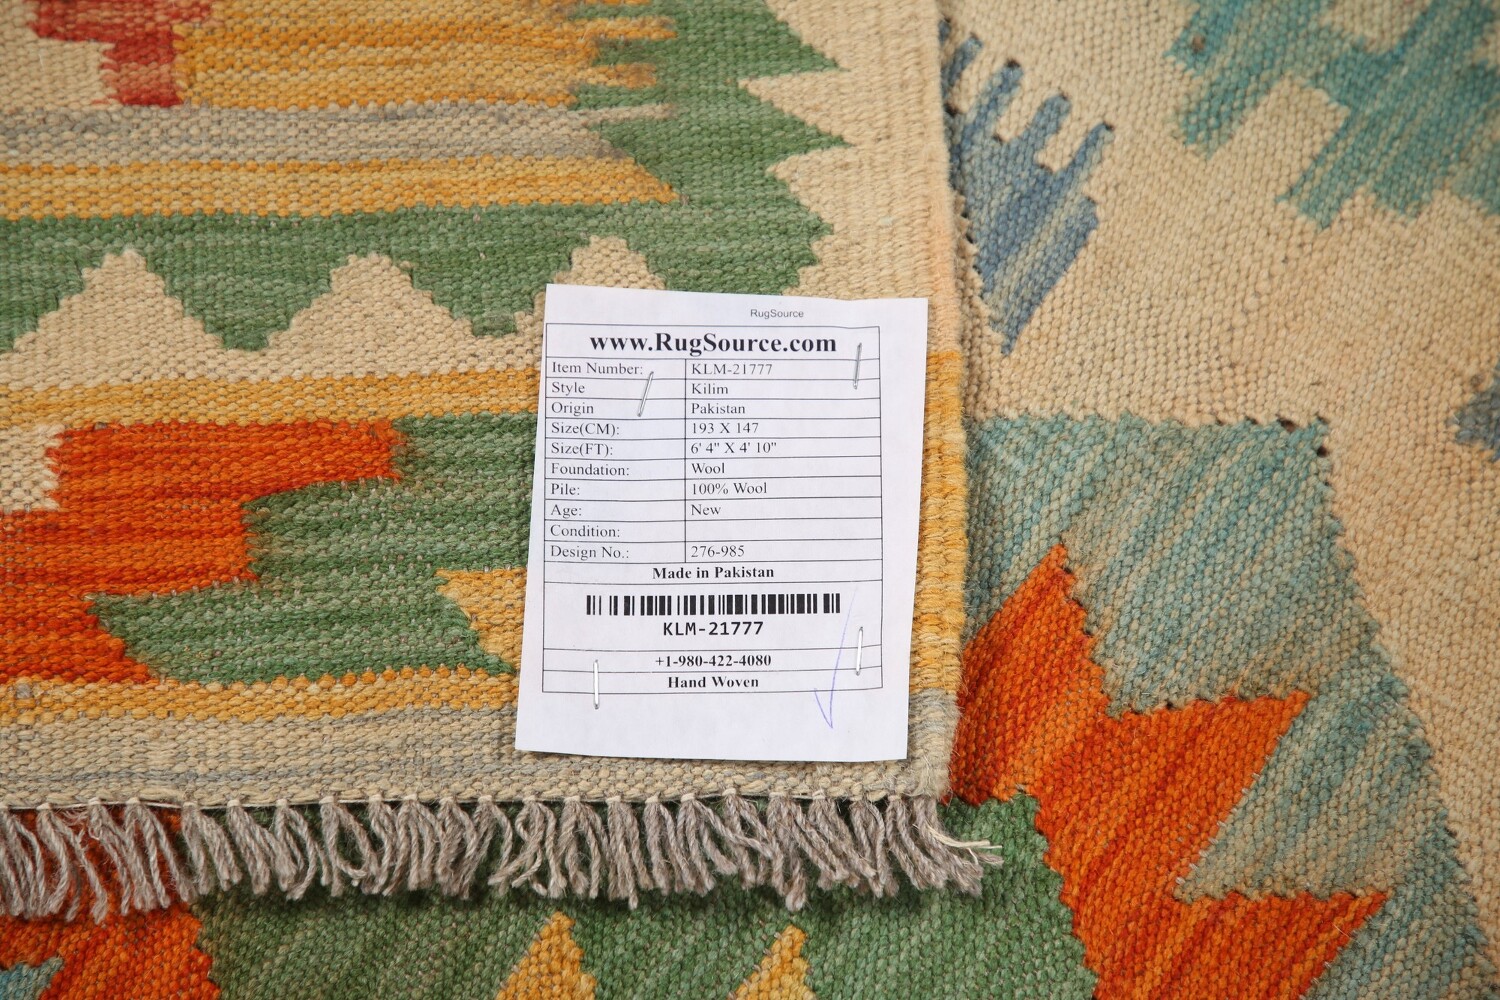 RugSource
www.RugSource.com
Item Number: KLM-21777
Style Kilim
Origin Pakistan
Size(CM): 193 X 147
Size(FT): 6' 4" X 4' 10"
Foundation: Wool
Pile: 100% Wool
Age: New
Condition:
Design No.: 276-985
Made in Pakistan
KLM-21777
+1-980-422-4080
Hand Woven